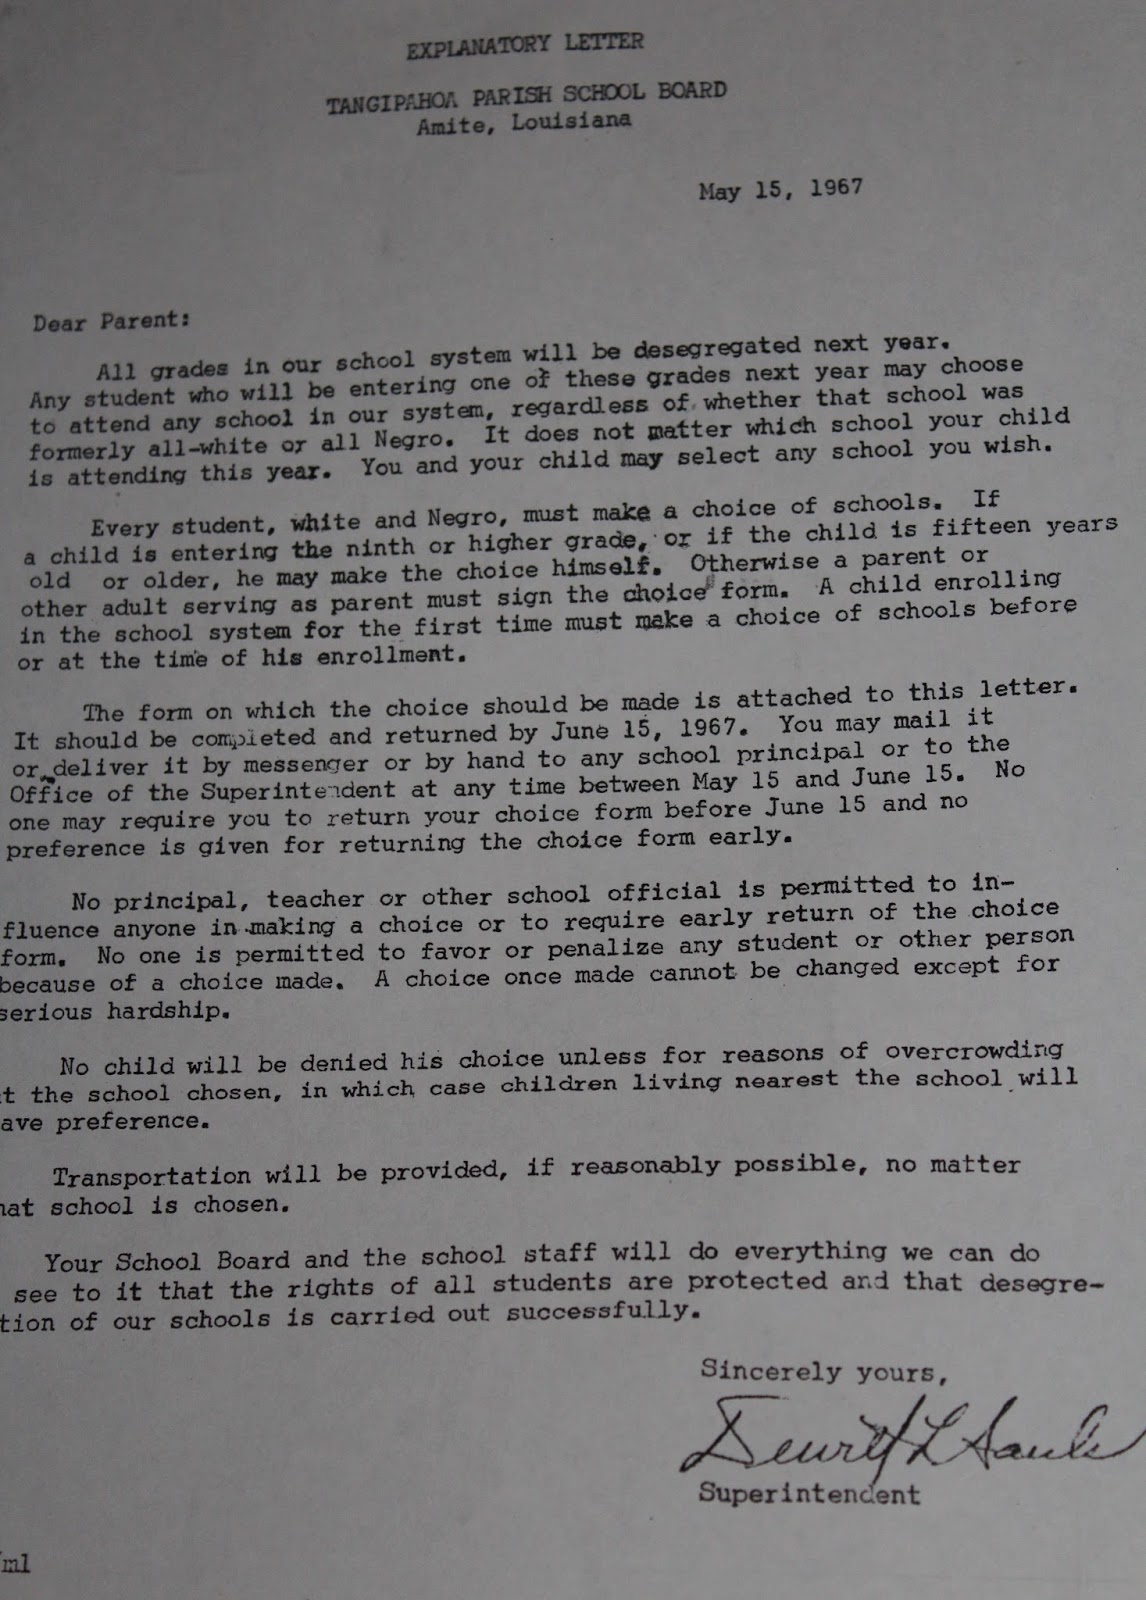 EXPLANATORY LETTER
TANGIPAHOA PARISH SCHOOL BOARD
Amite, Louisiana
May 15, 1967
Dear Parent:
All grades in our school system will be desegregated next year.
Any student who will be entering one of these grades next year may choose
to attend any school in our system, regardless of whether that school was
formerly all-white or all Negro. It does not matter which school your child
is attending this year. You and your child may select any school you wish.
Every student, white and Negro, must make a choice of schools. If
a child is entering the ninth or higher grade, or if the child is fifteen years
old or older, he may make the choice himself. Otherwise a parent or
other adult serving as parent must sign the choice form. A child enrolling
in the school system for the first time must make a choice of schools before
or at the time of his enrollment.
The form on which the choice should be made is attached to this letter.
It should be completed and returned by June 15, 1967. You may mail it
or deliver it by messenger or by hand to any school principal or to the
Office of the Superintendent at any time between May 15 and June 15. No
one may require you to return your choice form before June 15 and no
preference is given for returning the choice form early.
No principal, teacher or other school official is permitted to in-
fluence anyone in making a choice or to require early return of the choice
form. No one is permitted to favor or penalize any student or other person
because of a choice made. A choice once made cannot be changed except for
serious hardship.
No child will be denied his choice unless for reasons of overcrowding
t the school chosen, in which case children living nearest the school will
ave preference.
Transportation will be provided, if reasonably possible, no matter
hat school is chosen.
Your School Board and the school staff will do everything we can do
see to it that the rights of all students are protected and that desegre-
tion of our schools is carried out successfully.
Sincerely yours,
Dewitt L Sauls
Superintendent
/ml